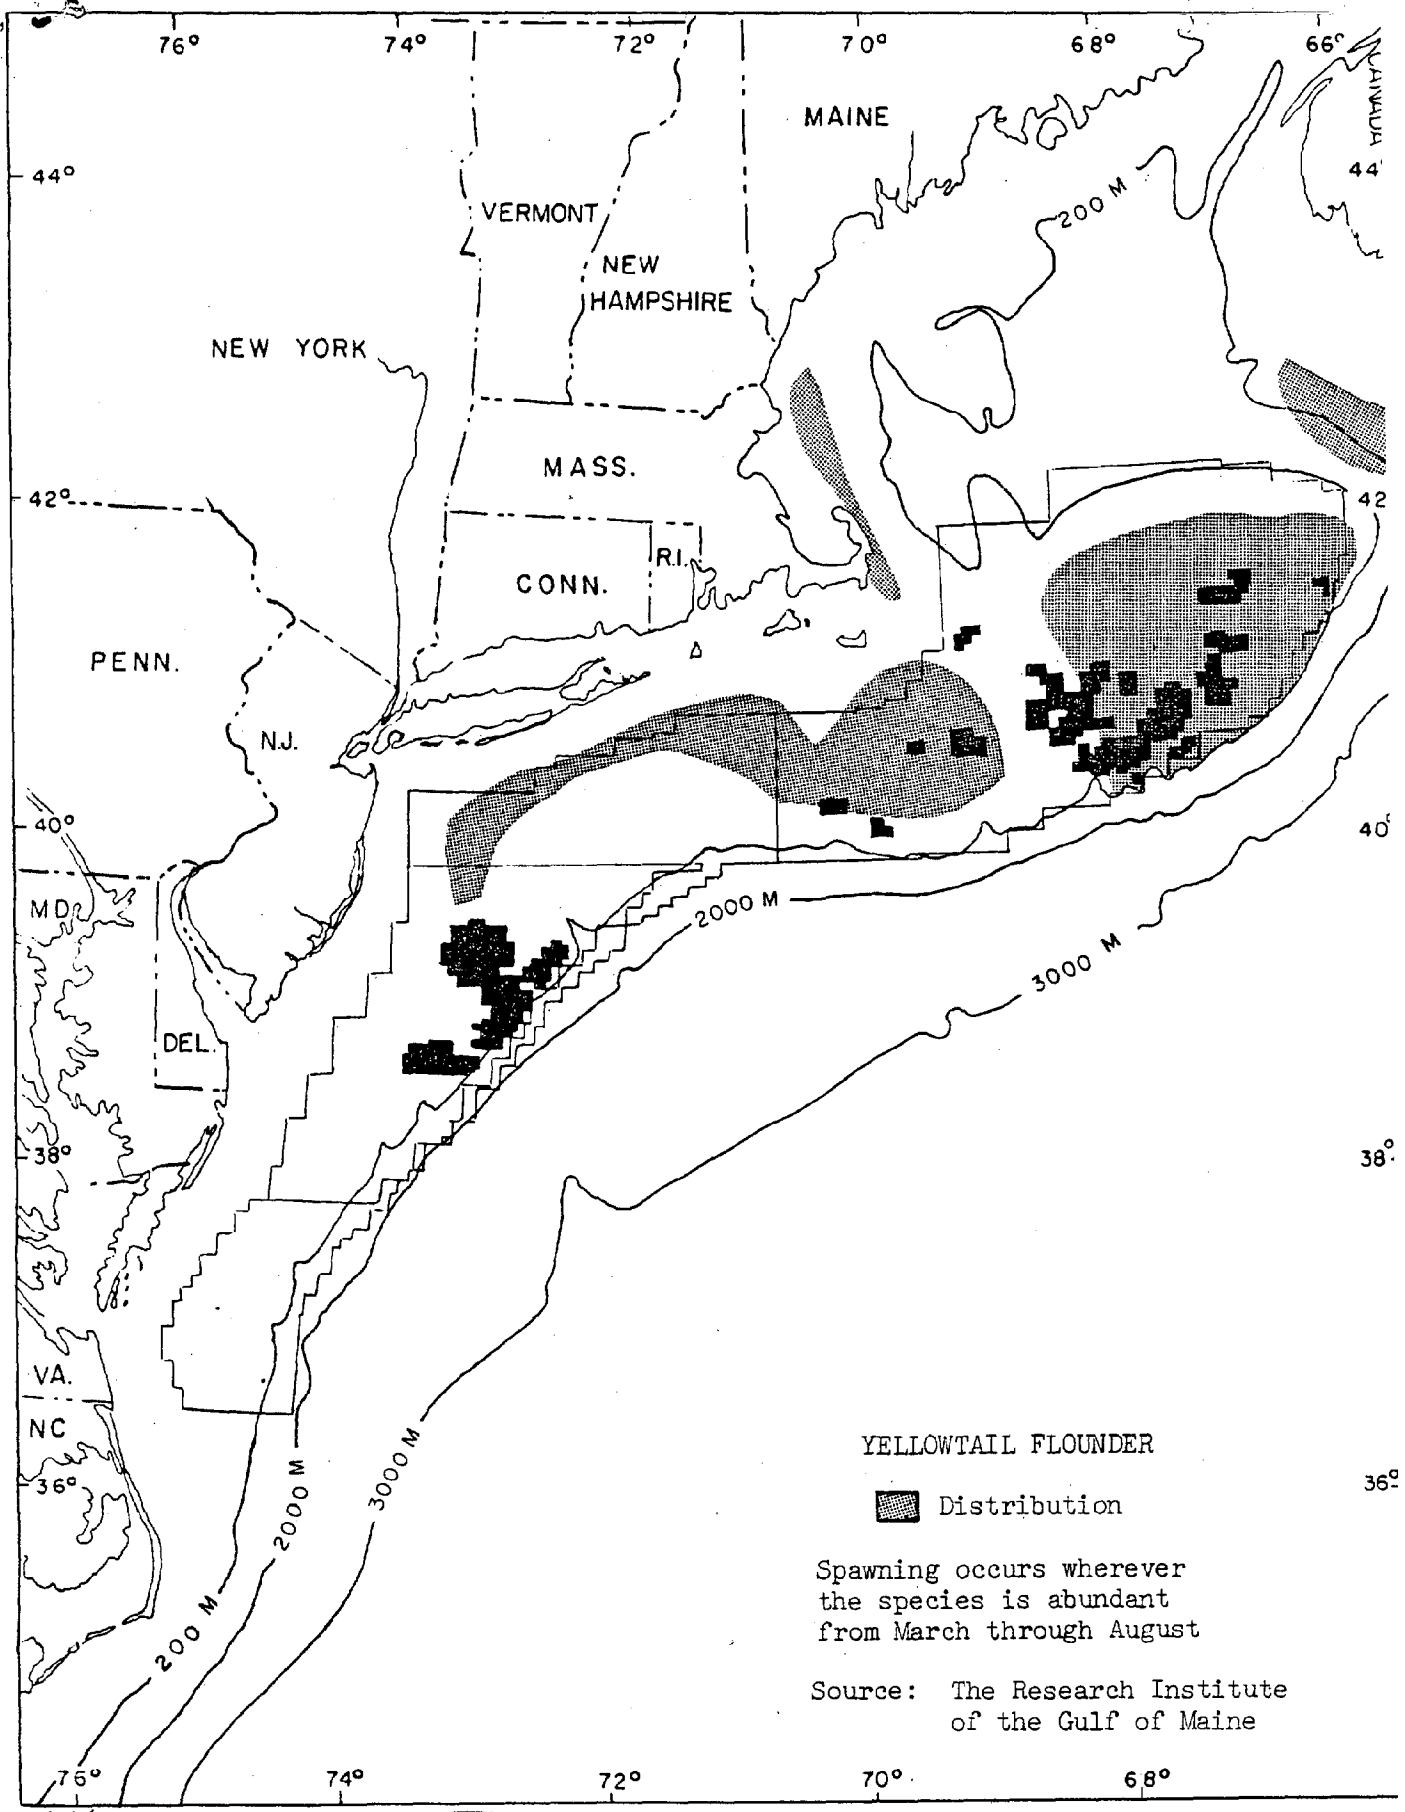 76° 74° 72° 70° 68° 66°
CANADA
MAINE
44° 44°
200 M
VERMONT
NEW
HAMPSHIRE
NEW YORK
MASS.
42° 42
R.I.
CONN.
PENN.
N.J.
40° 40°
MD.
2000 M
3000 M
DEL.
38° 38°
VA.
NC
YELLOWTAIL FLOUNDER
36° 36°
Distribution
2000 M
3000 M
200 M
Spawning occurs wherever
the species is abundant
from March through August
Source: The Research Institute
of the Gulf of Maine
76° 74° 72° 70° 68°